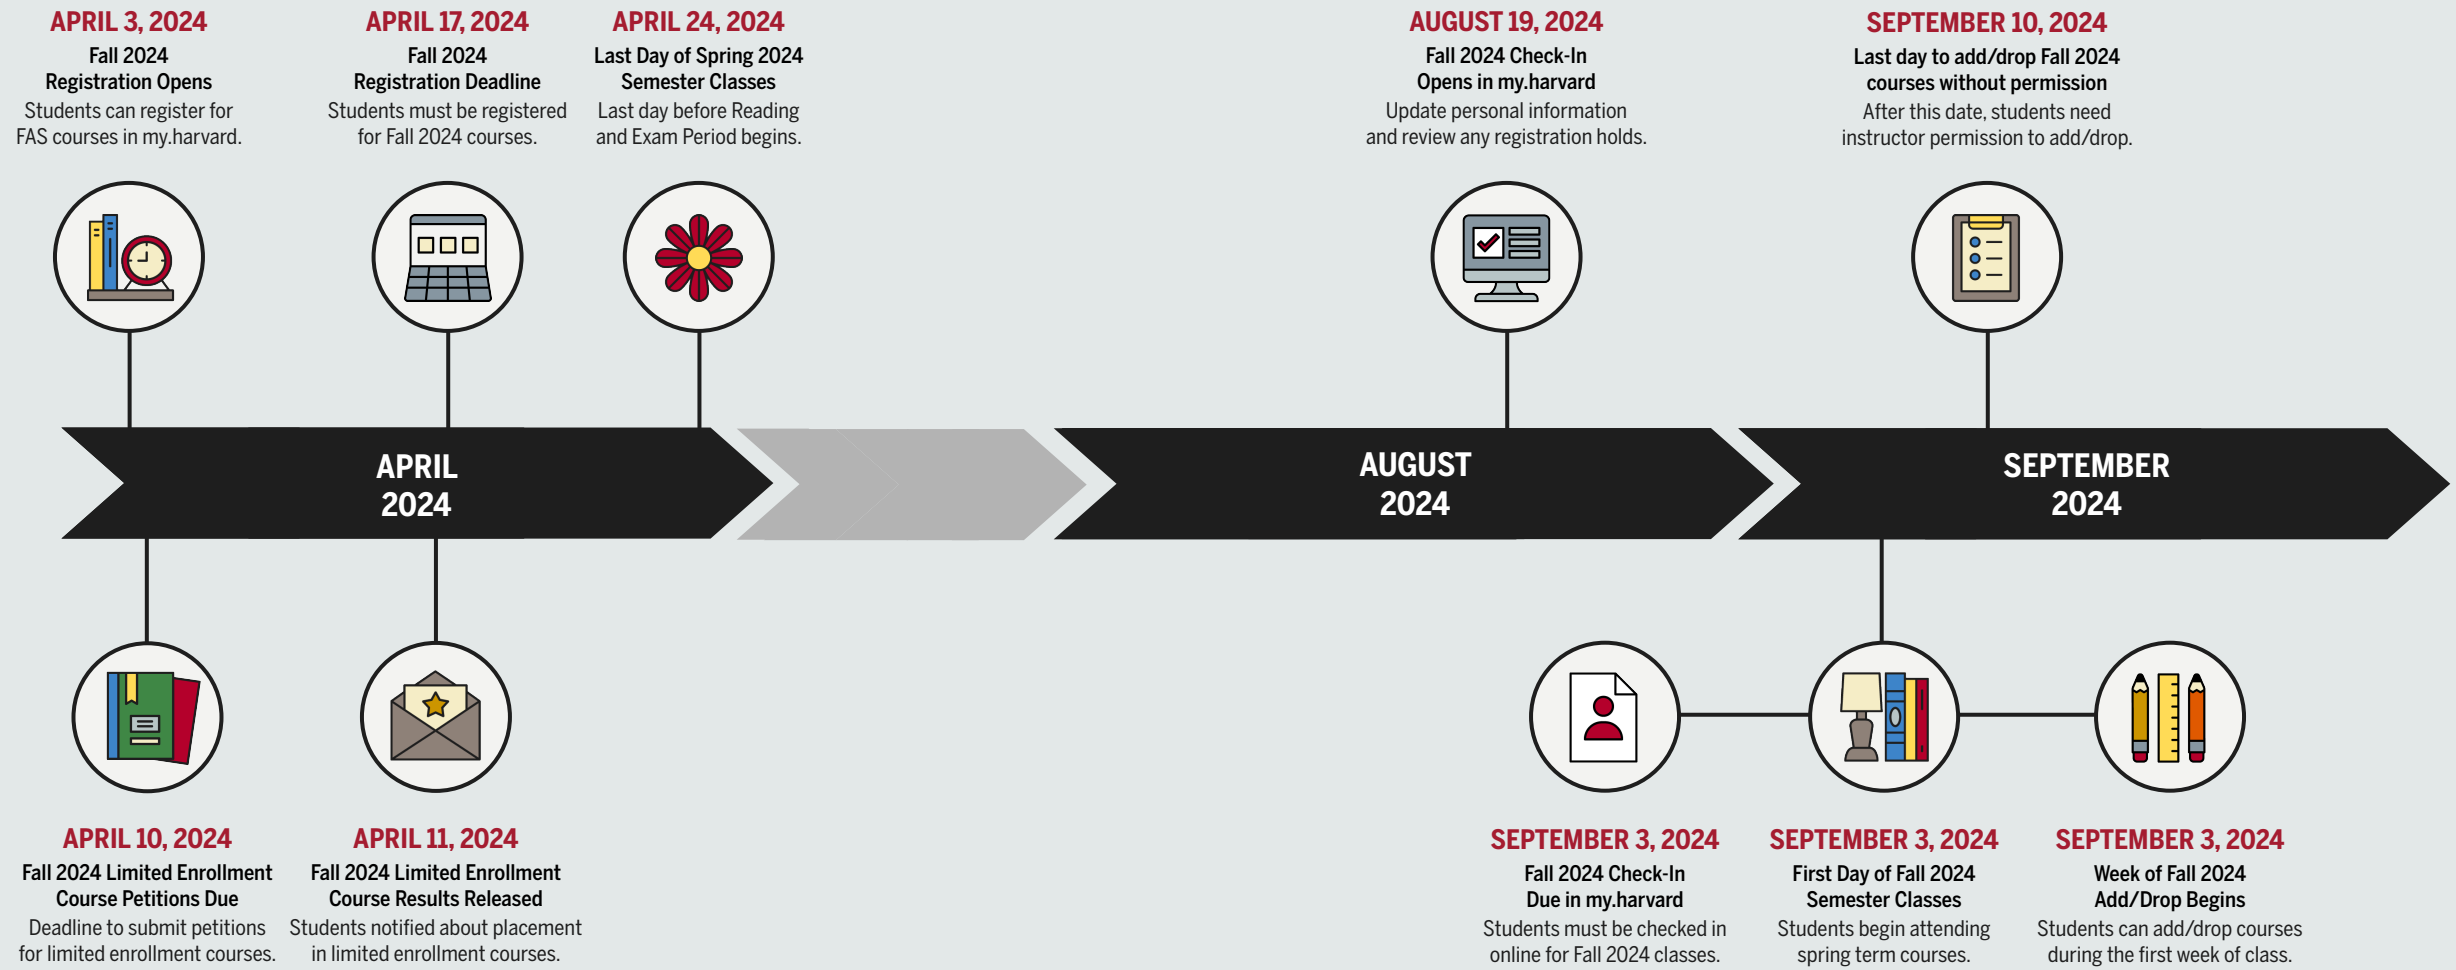 APRIL 3, 2024
Fall 2024
Registration Opens
Students can register for
FAS courses in my.harvard.
APRIL 17, 2024
Fall 2024
Registration Deadline
Students must be registered
for Fall 2024 courses.
APRIL 24, 2024
Last Day of Spring 2024
Semester Classes
Last day before Reading
and Exam Period begins.
AUGUST 19, 2024
Fall 2024 Check-In
Opens in my.harvard
Update personal information
and review any registration holds.
SEPTEMBER 10, 2024
Last day to add/drop Fall 2024
courses without permission
After this date, students need
instructor permission to add/drop.
APRIL
2024
AUGUST
2024
SEPTEMBER
2024
APRIL 10, 2024
Fall 2024 Limited Enrollment
Course Petitions Due
Deadline to submit petitions
for limited enrollment courses.
APRIL 11, 2024
Fall 2024 Limited Enrollment
Course Results Released
Students notified about placement
in limited enrollment courses.
SEPTEMBER 3, 2024
Fall 2024 Check-In
Due in my.harvard
Students must be checked in
online for Fall 2024 classes.
SEPTEMBER 3, 2024
First Day of Fall 2024
Semester Classes
Students begin attending
spring term courses.
SEPTEMBER 3, 2024
Week of Fall 2024
Add/Drop Begins
Students can add/drop courses
during the first week of class.